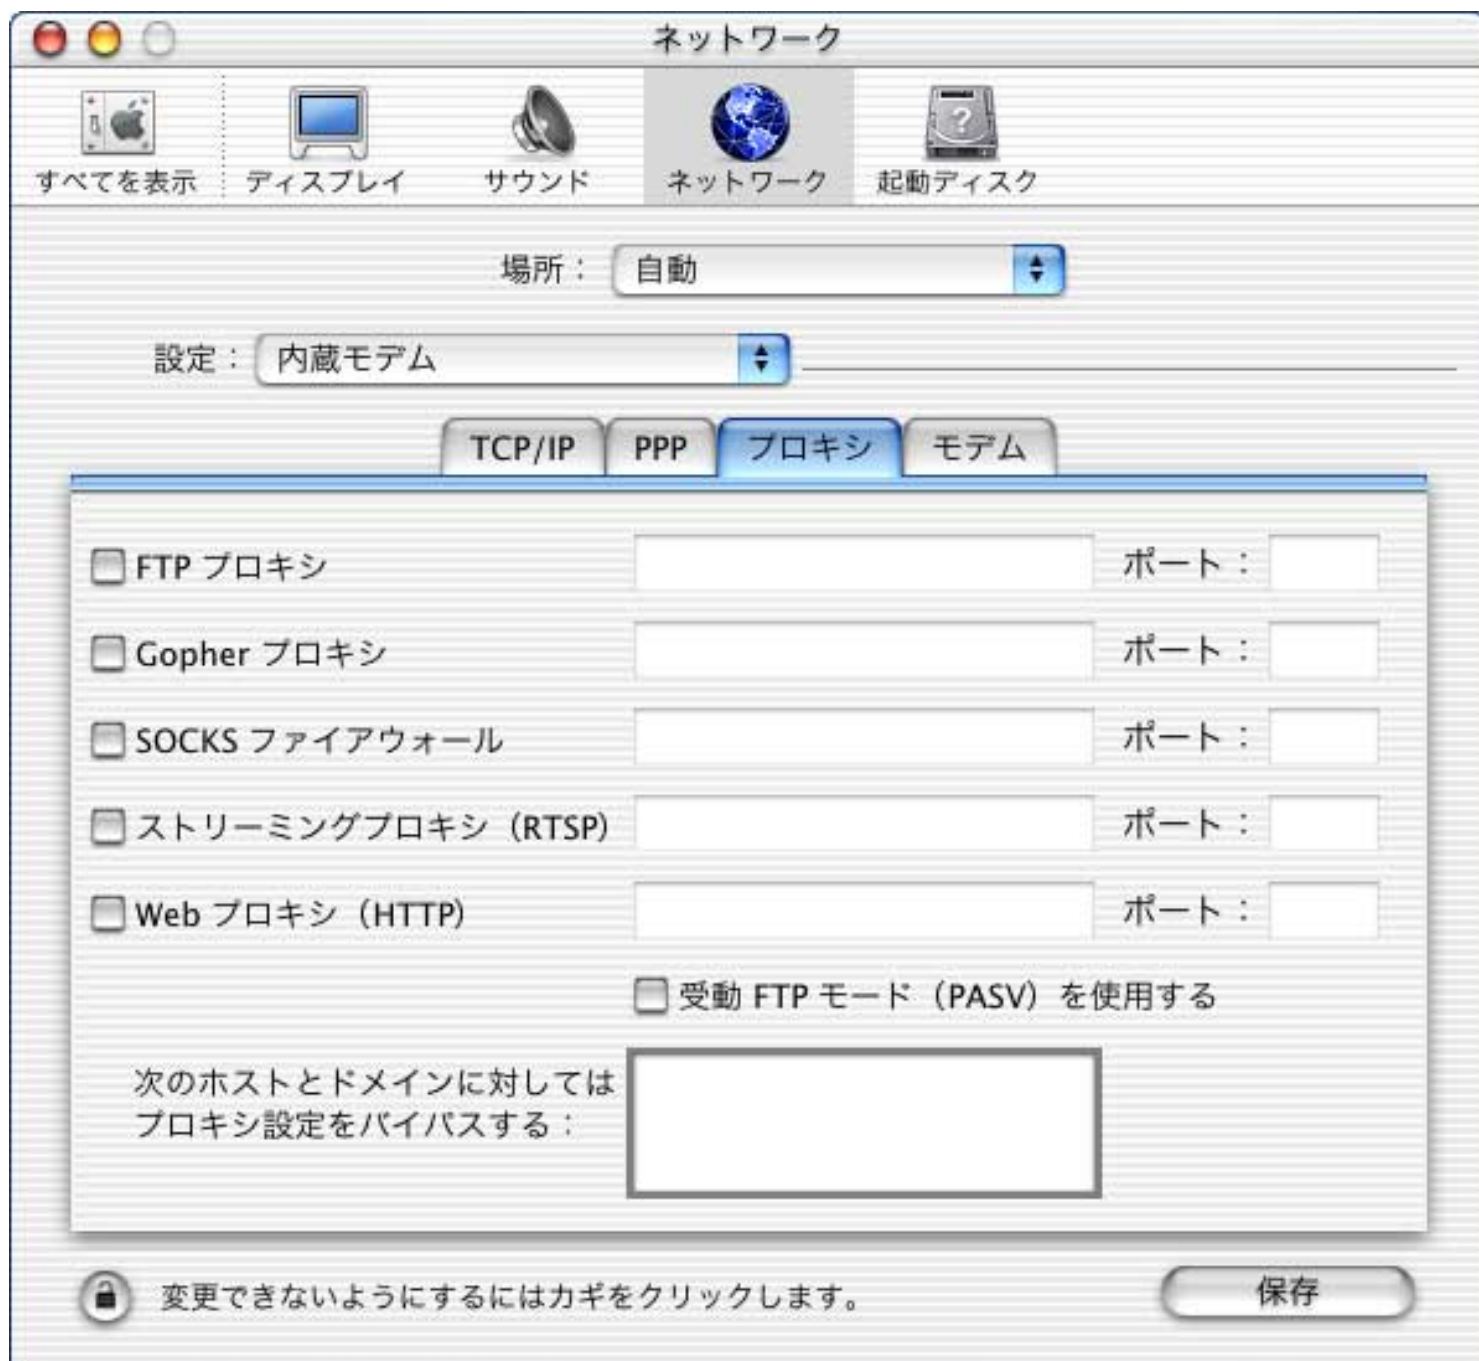 ネットワーク
すべてを表示 ディスプレイ サウンド ネットワーク 起動ディスク
場所： 自動
設定： 内蔵モデム
TCP/IP PPP プロキシ モデム
FTP プロキシ ポート：
Gopher プロキシ ポート：
SOCKS ファイアウォール ポート：
ストリーミングプロキシ（RTSP） ポート：
Web プロキシ（HTTP） ポート：
受動 FTP モード（PASV）を使用する
次のホストとドメインに対しては
プロキシ設定をバイパスする：
変更できないようにするにはカギをクリックします。 保存